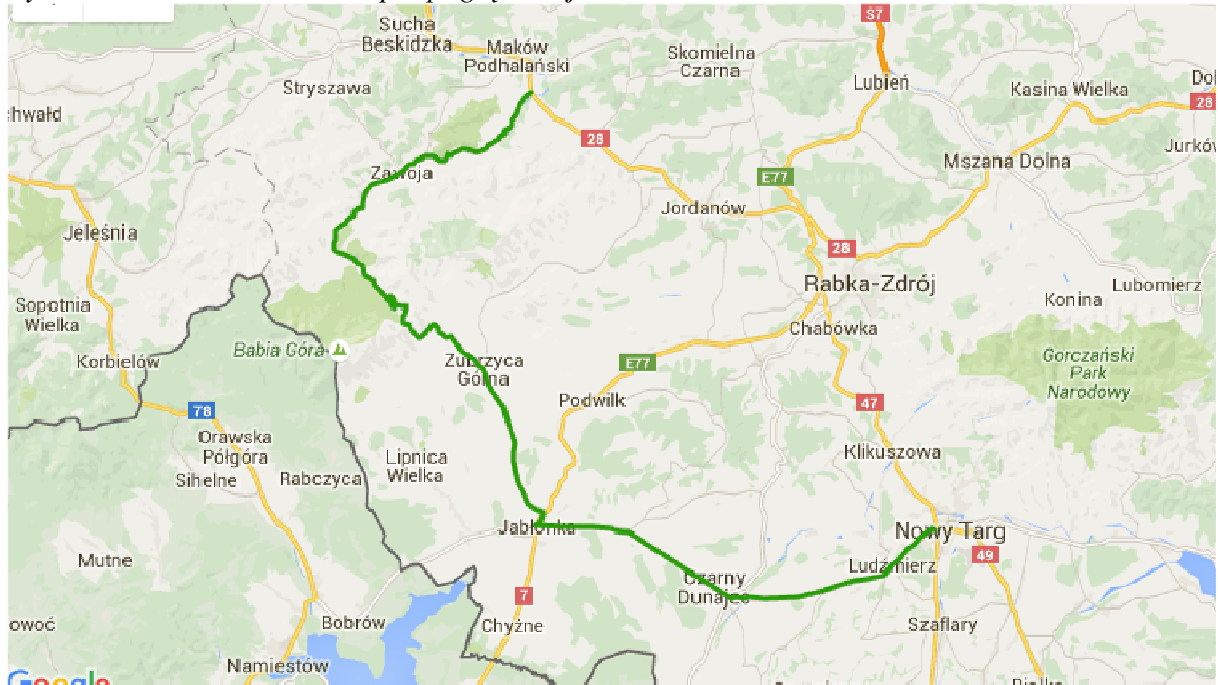 S7
Sucha
Beskidzka
Maków
Podhalański
Skomielna
Czarna
Lubień
Stryszawa
Kasina Wielka
28
hwałd
28
Jurków
Mszana Dolna
Zawoja
E77
Jordanów
Jeleśnia
28
Rabka-Zdrój
Lubomierz
Sopotnia
Wielka
Konina
Chabówka
Babia Góra
Korbielów
Zubrzyca
Górna
E77
Gorczański
Park
Narodowy
Podwilk
47
78
Orawska
Półgóra
Lipnica
Wielka
Klikuszowa
Sihelne
Rabczyca
Jabłonka
Nowy Targ
49
Mutne
Ludźmierz
Czarny
Dunajec
7
owoć
Bobrów
Chyżne
Szaflary
Namiestów
Google